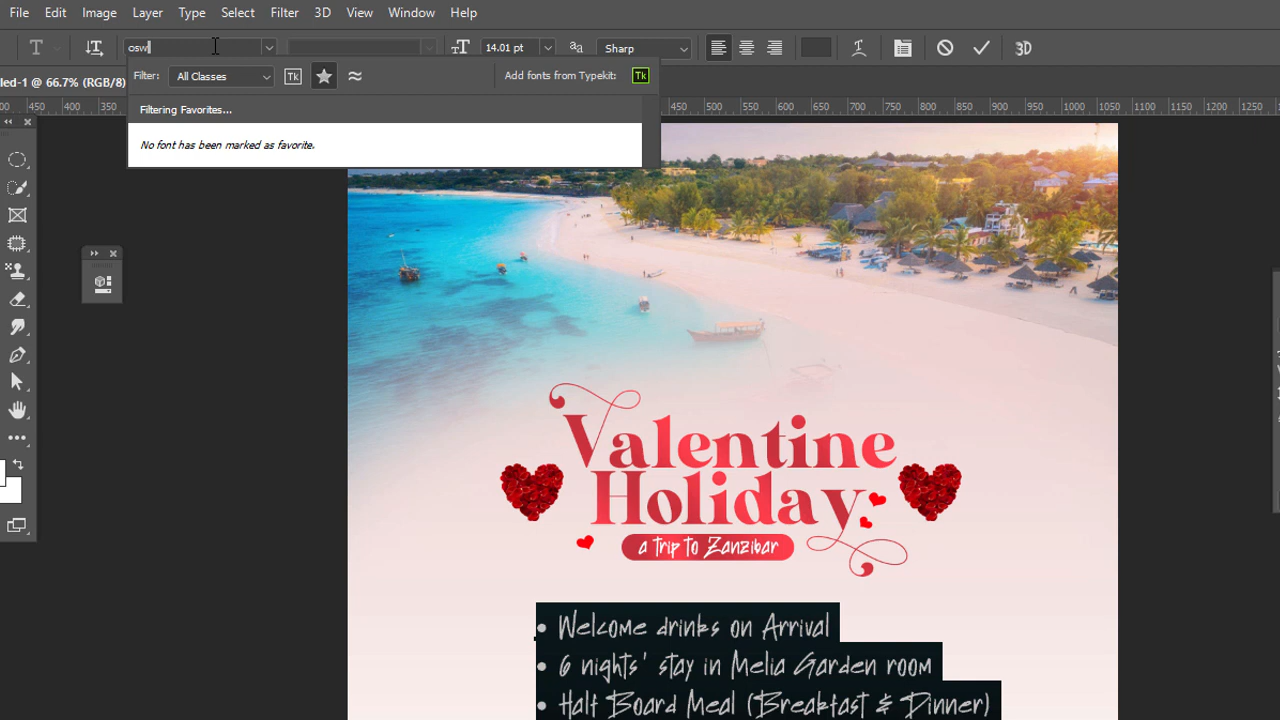 File Edit Image Layer Type Select Filter 3D View Window Help
T osw 14.01 pt Sharp 3D
Filter: All Classes Tk Add fonts from Typekit: Tk
led-1 @ 66.7% (RGB/8)
Filtering Favorites...
450 400 350 450 500 550 600 650 700 750 800 850 900 950 1000 1050 1100 1150 1200 1250
No font has been marked as favorite.
Valentine
Holiday
a trip to Zanzibar
• Welcome drinks on Arrival
• 6 nights' stay in Melia Garden room
• Half Board Meal (Breakfast & Dinner)